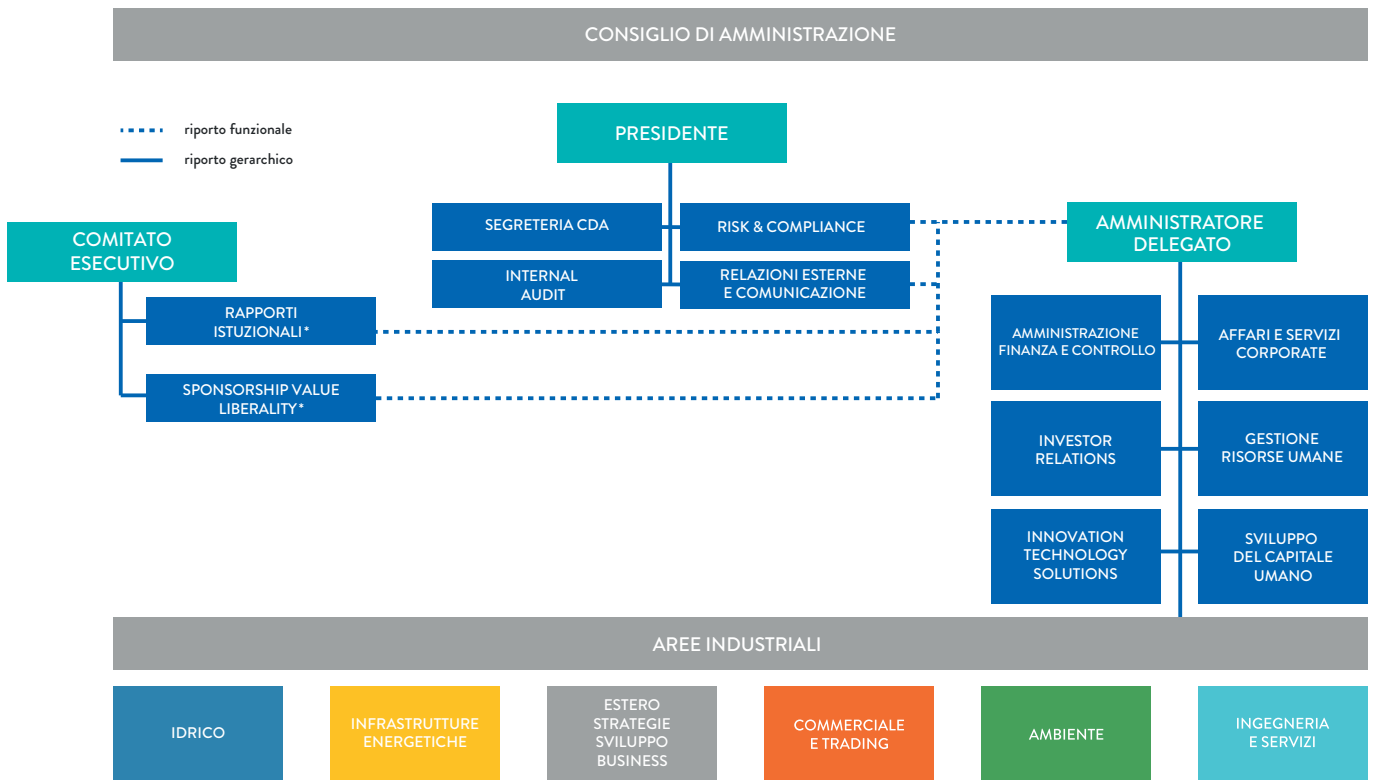 CONSIGLIO DI AMMINISTRAZIONE
riporto funzionale
riporto gerarchico
PRESIDENTE
SEGRETERIA CDA
RISK & COMPLIANCE
INTERNAL
AUDIT
RELAZIONI ESTERNE
E COMUNICAZIONE
COMITATO
ESECUTIVO
RAPPORTI
ISTUZIONALI*
SPONSORSHIP VALUE
LIBERALITY*
AMMINISTRATORE
DELEGATO
AMMINISTRAZIONE
FINANZA E CONTROLLO
AFFARI E SERVIZI
CORPORATE
INVESTOR
RELATIONS
GESTIONE
RISORSE UMANE
INNOVATION
TECHNOLOGY
SOLUTIONS
SVILUPPO
DEL CAPITALE
UMANO
AREE INDUSTRIALI
IDRICO
INFRASTRUTTURE
ENERGETICHE
ESTERO
STRATEGIE
SVILUPPO
BUSINESS
COMMERCIALE
E TRADING
AMBIENTE
INGEGNERIA
E SERVIZI